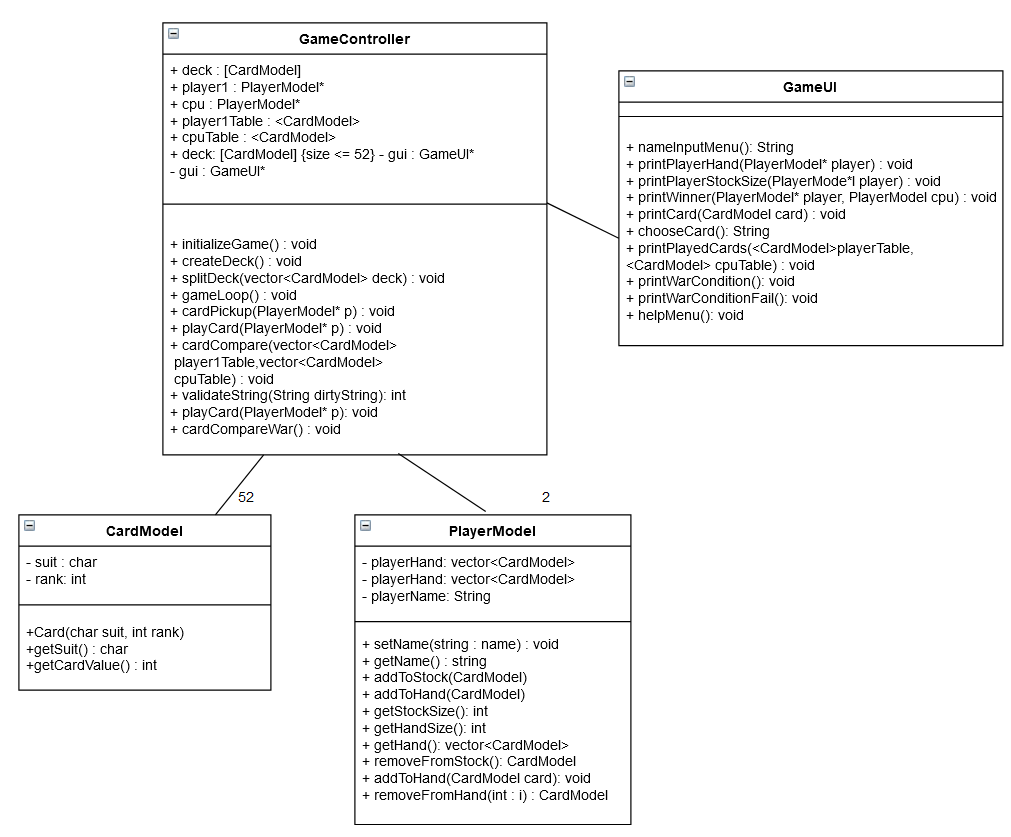 GameController
+ deck : [CardModel]
+ player1 : PlayerModel*
+ cpu : PlayerModel*
+ player1Table : <CardModel>
+ cpuTable : <CardModel>
+ deck: [CardModel] {size <= 52} - gui : GameUI*
- gui : GameUI*
+ initializeGame() : void
+ createDeck() : void
+ splitDeck(vector<CardModel> deck) : void
+ gameLoop() : void
+ cardPickup(PlayerModel* p) : void
+ playCard(PlayerModel* p) : void
+ cardCompare(vector<CardModel>
player1Table,vector<CardModel>
cpuTable) : void
+ validateString(String dirtyString): int
+ playCard(PlayerModel* p): void
+ cardCompareWar() : void
GameUI
+ nameInputMenu(): String
+ printPlayerHand(PlayerModel* player) : void
+ printPlayerStockSize(PlayerMode*l player) : void
+ printWinner(PlayerModel* player, PlayerModel cpu) : void
+ printCard(CardModel card) : void
+ chooseCard(): String
+ printPlayedCards(<CardModel>playerTable,
<CardModel> cpuTable) : void
+ printWarCondition(): void
+ printWarConditionFail(): void
+ helpMenu(): void
52
2
CardModel
- suit : char
- rank: int
+Card(char suit, int rank)
+getSuit() : char
+getCardValue() : int
PlayerModel
- playerHand: vector<CardModel>
- playerHand: vector<CardModel>
- playerName: String
+ setName(string : name) : void
+ getName() : string
+ addToStock(CardModel)
+ addToHand(CardModel)
+ getStockSize(): int
+ getHandSize(): int
+ getHand(): vector<CardModel>
+ removeFromStock(): CardModel
+ addToHand(CardModel card): void
+ removeFromHand(int : i) : CardModel